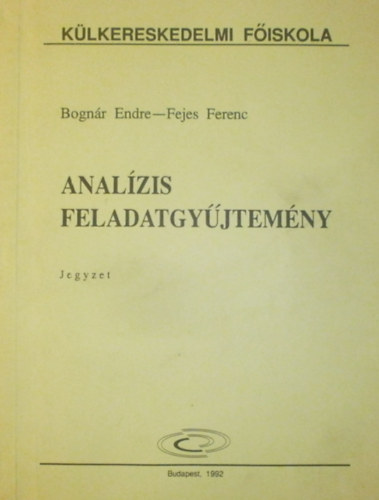 KÜLKERESKEDELMI FŐISKOLA
Bognár Endre—Fejes Ferenc
ANALÍZIS
FELADATGYŰJTEMÉNY
Jegyzet
Budapest, 1992